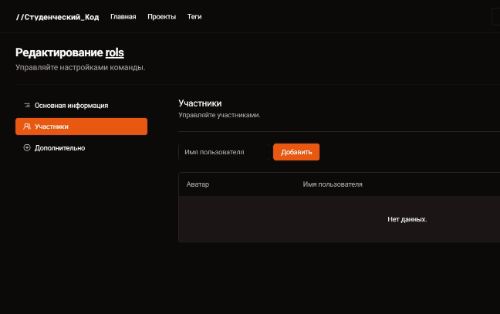 //Студенческий_Код Главная Проекты Теги
Редактирование rols
Управляйте настройками команды.
Основная информация
Участники
Дополнительно
Участники
Управляйте участниками.
Имя пользователя Добавить
Аватар Имя пользователя
Нет данных.